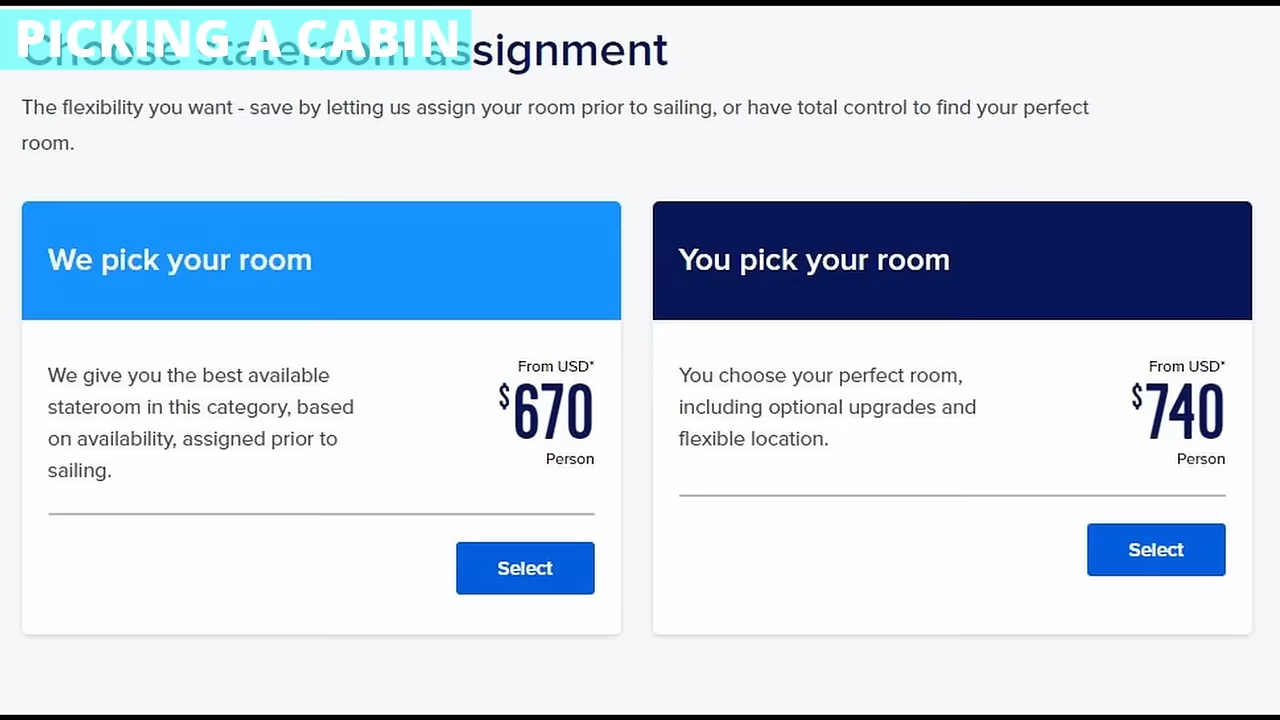 PICKING A CABIN
Choose stateroom assignment
The flexibility you want - save by letting us assign your room prior to sailing, or have total control to find your perfect
room.
We pick your room
We give you the best available
stateroom in this category, based
on availability, assigned prior to
sailing.
From USD*
$670
Person
Select
You pick your room
You choose your perfect room,
including optional upgrades and
flexible location.
From USD*
$740
Person
Select